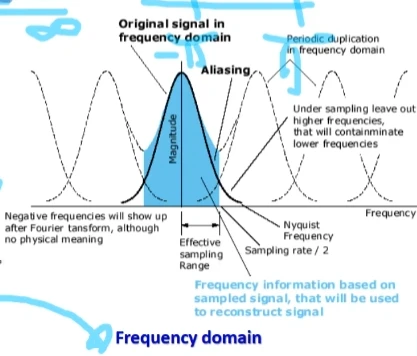 Original signal in
frequency domain
Periodic duplication
in frequency domain
Aliasing
Magnitude
Under sampling leave out
higher frequencies,
that will containminate
lower frequencies
Frequency
Negative frequencies will show up
after Fourier tansform, although
no physical meaning
Effective
sampling
Range
Nyquist
Frequency
Sampling rate / 2
Frequency information based on
sampled signal, that will be used
to reconstruct signal
Frequency domain